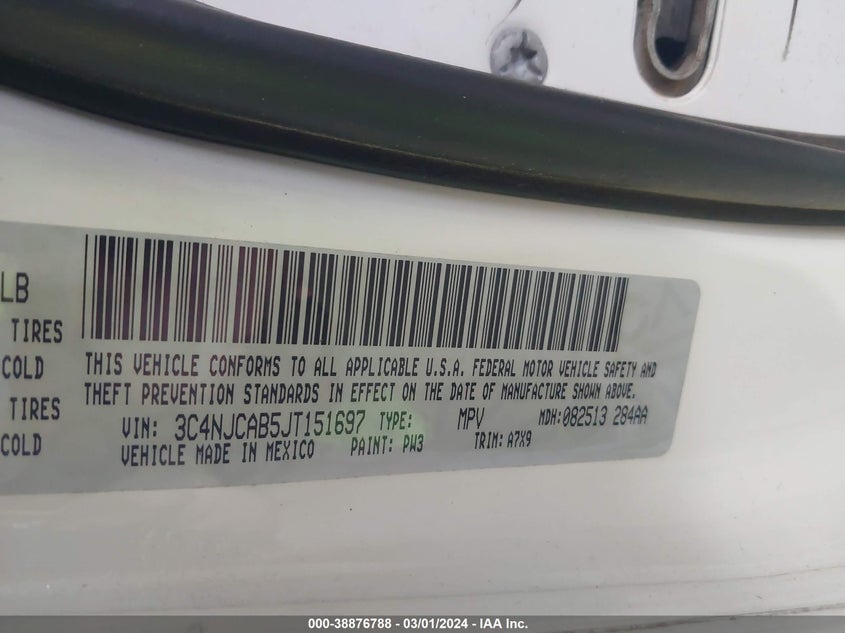 LB
TIRES
COLD
TIRES
COLD
THIS VEHICLE CONFORMS TO ALL APPLICABLE U.S.A. FEDERAL MOTOR VEHICLE SAFETY AND
THEFT PREVENTION STANDARDS IN EFFECT ON THE DATE OF MANUFACTURE SHOWN ABOVE.
VIN: 3C4NJCAB5JT151697 TYPE: MPV MDH:082513 284AA
VEHICLE MADE IN MEXICO PAINT: PW3 TRIM: A7X9
000-38876788 - 03/01/2024 - IAA Inc.